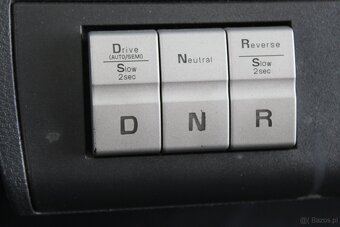 Drive
(AUTO/SEMI)
Slow
2sec
D
Neutral
N
Reverse
Slow
2sec
R
© Bazos.pl